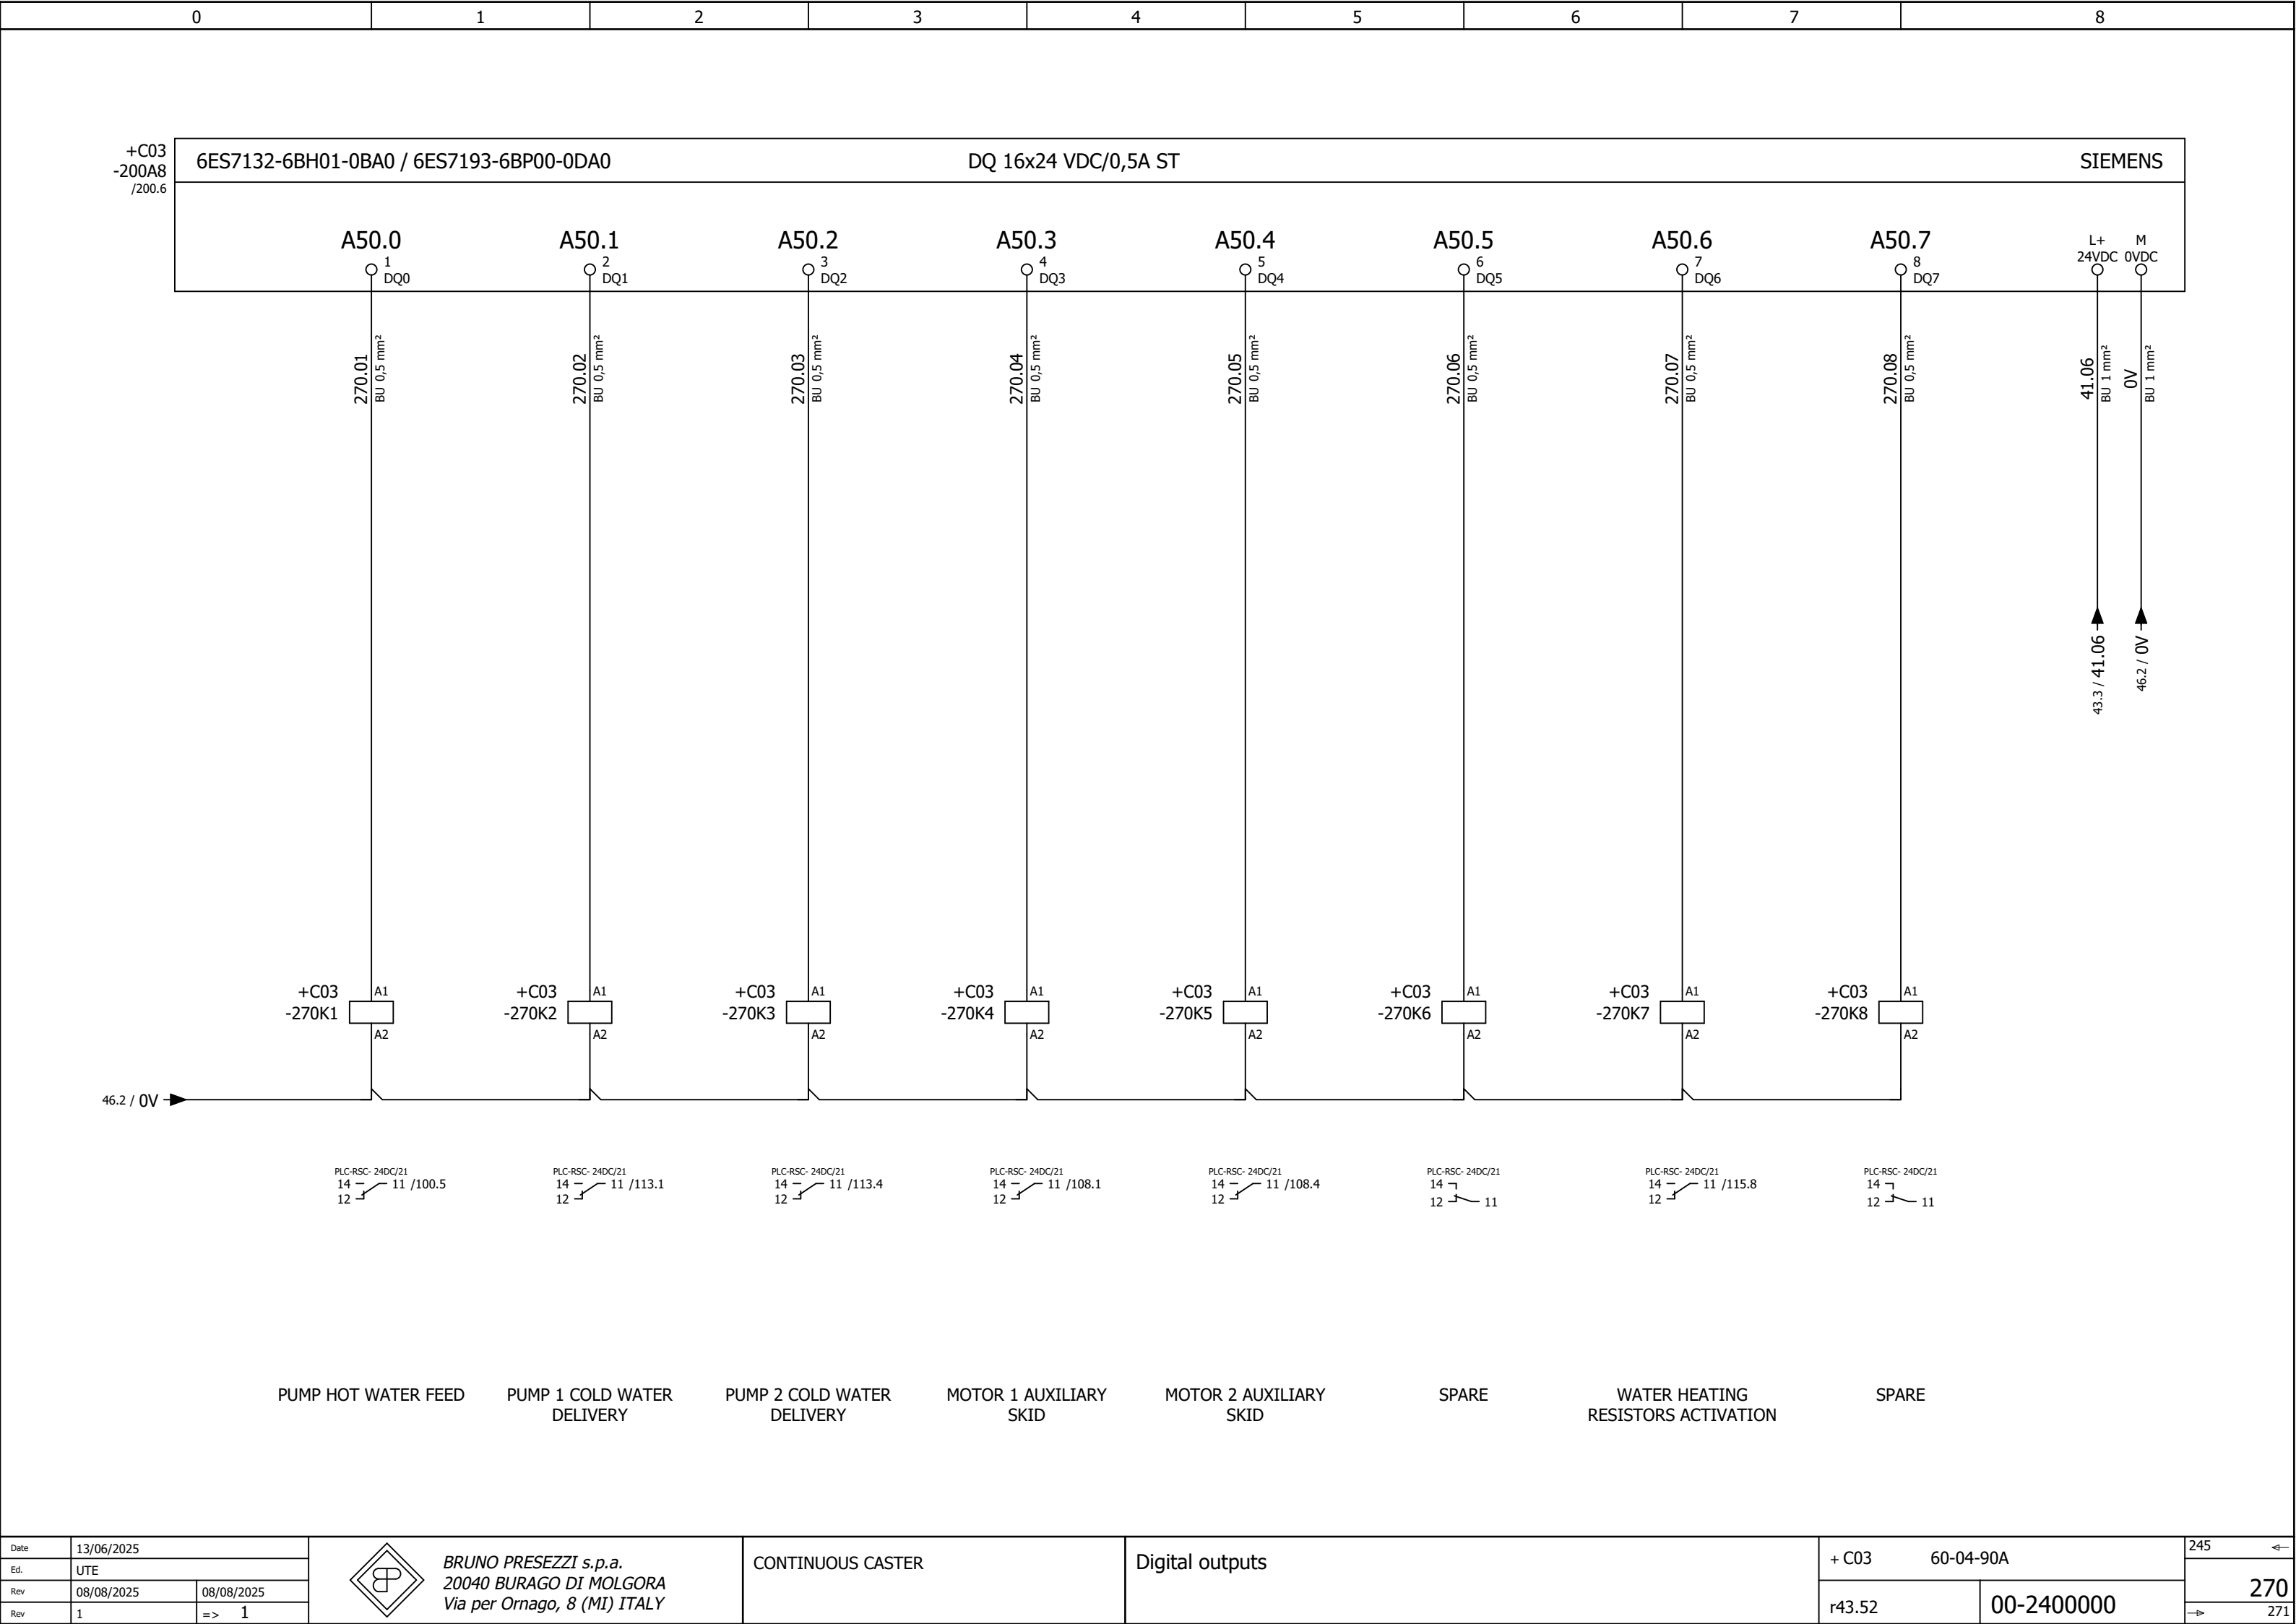 0 1 2 3 4 5 6 7 8
+C03
-200A8
/200.6
6ES7132-6BH01-0BA0 / 6ES7193-6BP00-0DA0 DQ 16x24 VDC/0,5A ST SIEMENS
A50.0 A50.1 A50.2 A50.3 A50.4 A50.5 A50.6 A50.7 L+ M
24VDC 0VDC
1 2 3 4 5 6 7 8
DQ0 DQ1 DQ2 DQ3 DQ4 DQ5 DQ6 DQ7
270.01 BU 0,5 mm²
270.02 BU 0,5 mm²
270.03 BU 0,5 mm²
270.04 BU 0,5 mm²
270.05 BU 0,5 mm²
270.06 BU 0,5 mm²
270.07 BU 0,5 mm²
270.08 BU 0,5 mm²
41.06 BU 1 mm²
0V BU 1 mm²
43.3 / 41.06
46.2 / 0V
+C03 A1 +C03 A1 +C03 A1 +C03 A1 +C03 A1 +C03 A1 +C03 A1 +C03 A1
-270K1 -270K2 -270K3 -270K4 -270K5 -270K6 -270K7 -270K8
A2 A2 A2 A2 A2 A2 A2 A2
46.2 / 0V
PLC-RSC- 24DC/21 PLC-RSC- 24DC/21 PLC-RSC- 24DC/21 PLC-RSC- 24DC/21 PLC-RSC- 24DC/21 PLC-RSC- 24DC/21 PLC-RSC- 24DC/21 PLC-RSC- 24DC/21
14 11 /100.5 14 11 /113.1 14 11 /113.4 14 11 /108.1 14 11 /108.4 14 14 11 /115.8 14
12 12 12 12 12 12 11 12 12 11
PUMP HOT WATER FEED
PUMP 1 COLD WATER
DELIVERY
PUMP 2 COLD WATER
DELIVERY
MOTOR 1 AUXILIARY
SKID
MOTOR 2 AUXILIARY
SKID
SPARE
WATER HEATING
RESISTORS ACTIVATION
SPARE
Date 13/06/2025
Ed. UTE
Rev 08/08/2025 08/08/2025
Rev 1 => 1
BP
BRUNO PRESEZZI s.p.a.
20040 BURAGO DI MOLGORA
Via per Ornago, 8 (MI) ITALY
CONTINUOUS CASTER
Digital outputs
+ C03 60-04-90A
r43.52 00-2400000
245
270
271